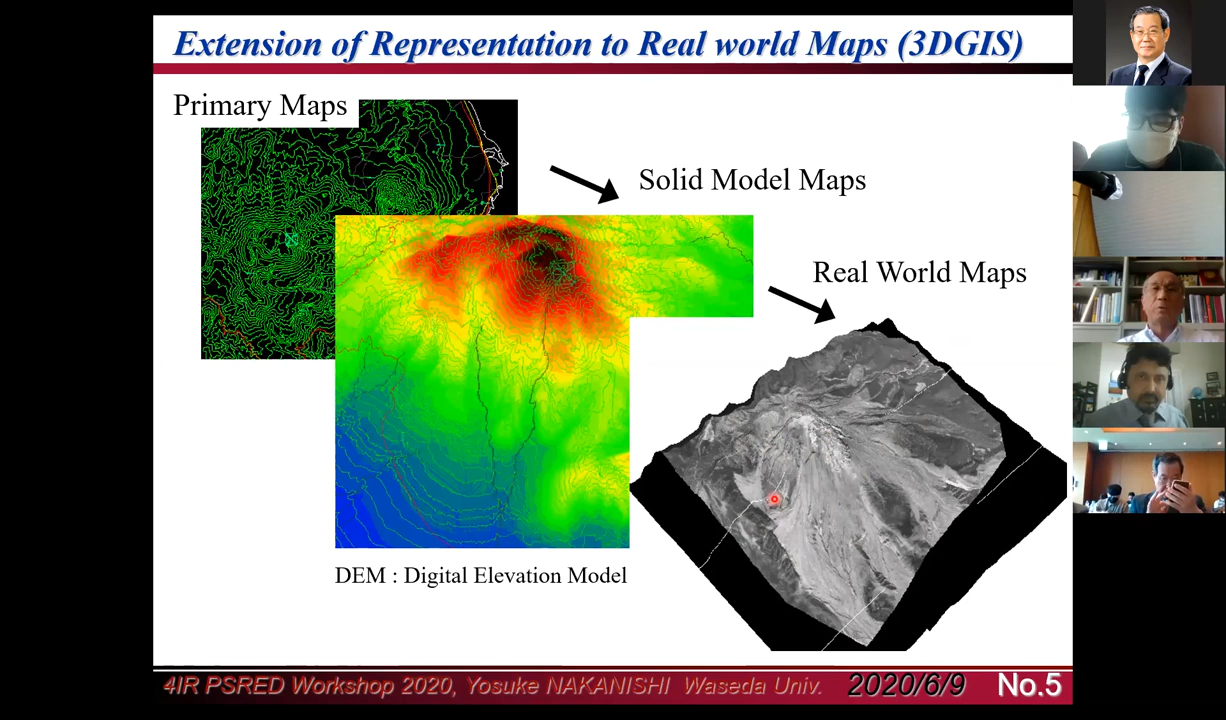 Extension of Representation to Real world Maps (3DGIS)
Primary Maps
Solid Model Maps
Real World Maps
DEM : Digital Elevation Model
4IR PSRED Workshop 2020, Yosuke NAKANISHI Waseda Univ. 2020/6/9 No.5